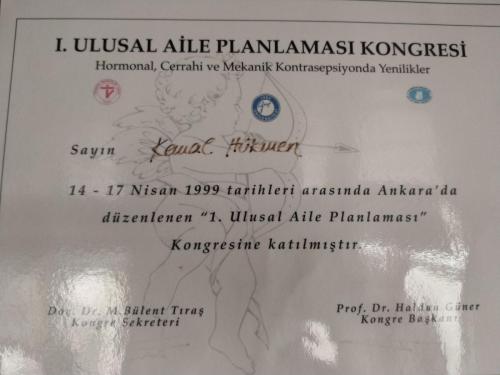 I. ULUSAL AİLE PLANLAMASI KONGRESİ
Hormonal, Cerrahi ve Mekanik Kontrasepsiyonda Yenilikler
Sayın Kemal Hükmen
14 - 17 Nisan 1999 tarihleri arasında Ankara'da
düzenlenen "1. Ulusal Aile Planlaması"
Kongresine katılmıştır.
Doç. Dr. M.Bülent Tıraş
Kongre Sekreteri
Prof. Dr. Haldun Güner
Kongre Başkanı